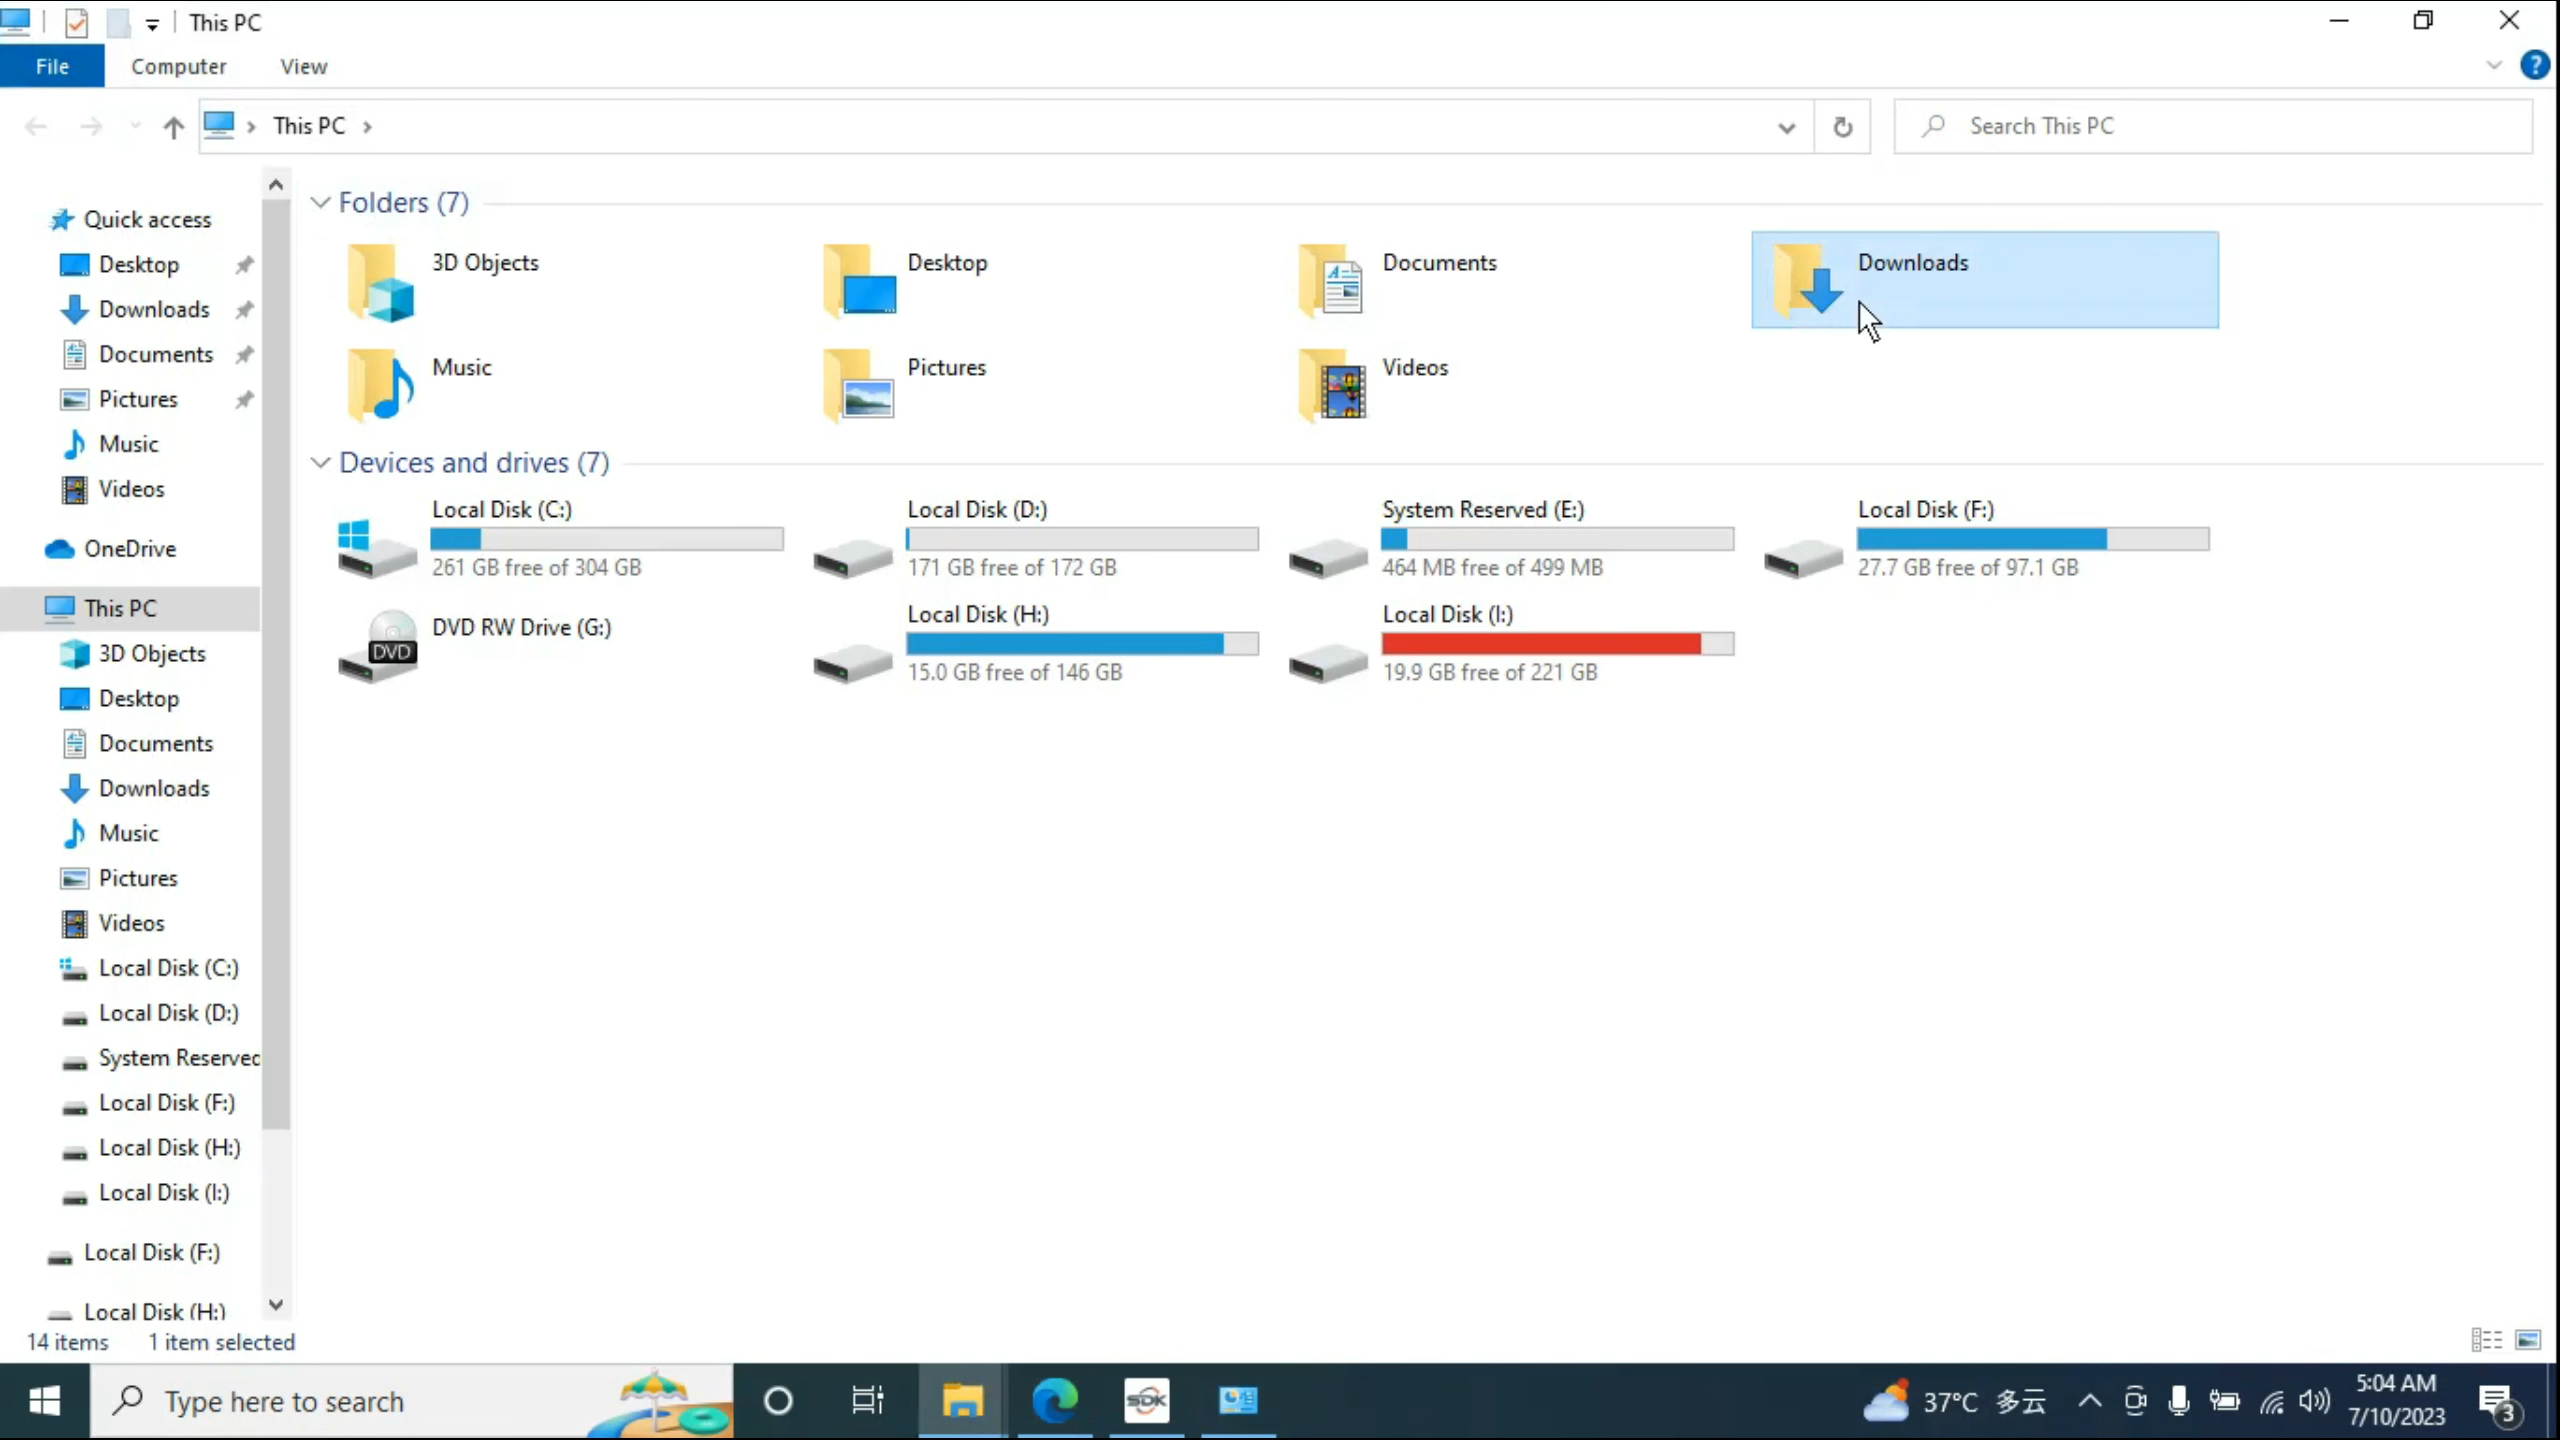 This PC
File Computer View
This PC
Search This PC
Quick access
Desktop
Downloads
Documents
Pictures
Music
Videos
OneDrive
This PC
3D Objects
Desktop
Documents
Downloads
Music
Pictures
Videos
Local Disk (C:)
Local Disk (D:)
System Reserved
Local Disk (F:)
Local Disk (H:)
Local Disk (I:)
Local Disk (F:)
Local Disk (H:)
Folders (7)
3D Objects
Desktop
Documents
Downloads
Music
Pictures
Videos
Devices and drives (7)
Local Disk (C:)
261 GB free of 304 GB
Local Disk (D:)
171 GB free of 172 GB
System Reserved (E:)
464 MB free of 499 MB
Local Disk (F:)
27.7 GB free of 97.1 GB
DVD
DVD RW Drive (G:)
Local Disk (H:)
15.0 GB free of 146 GB
Local Disk (I:)
19.9 GB free of 221 GB
14 items 1 item selected
Type here to search
SDK
37°C 多云
5:04 AM
7/10/2023
3